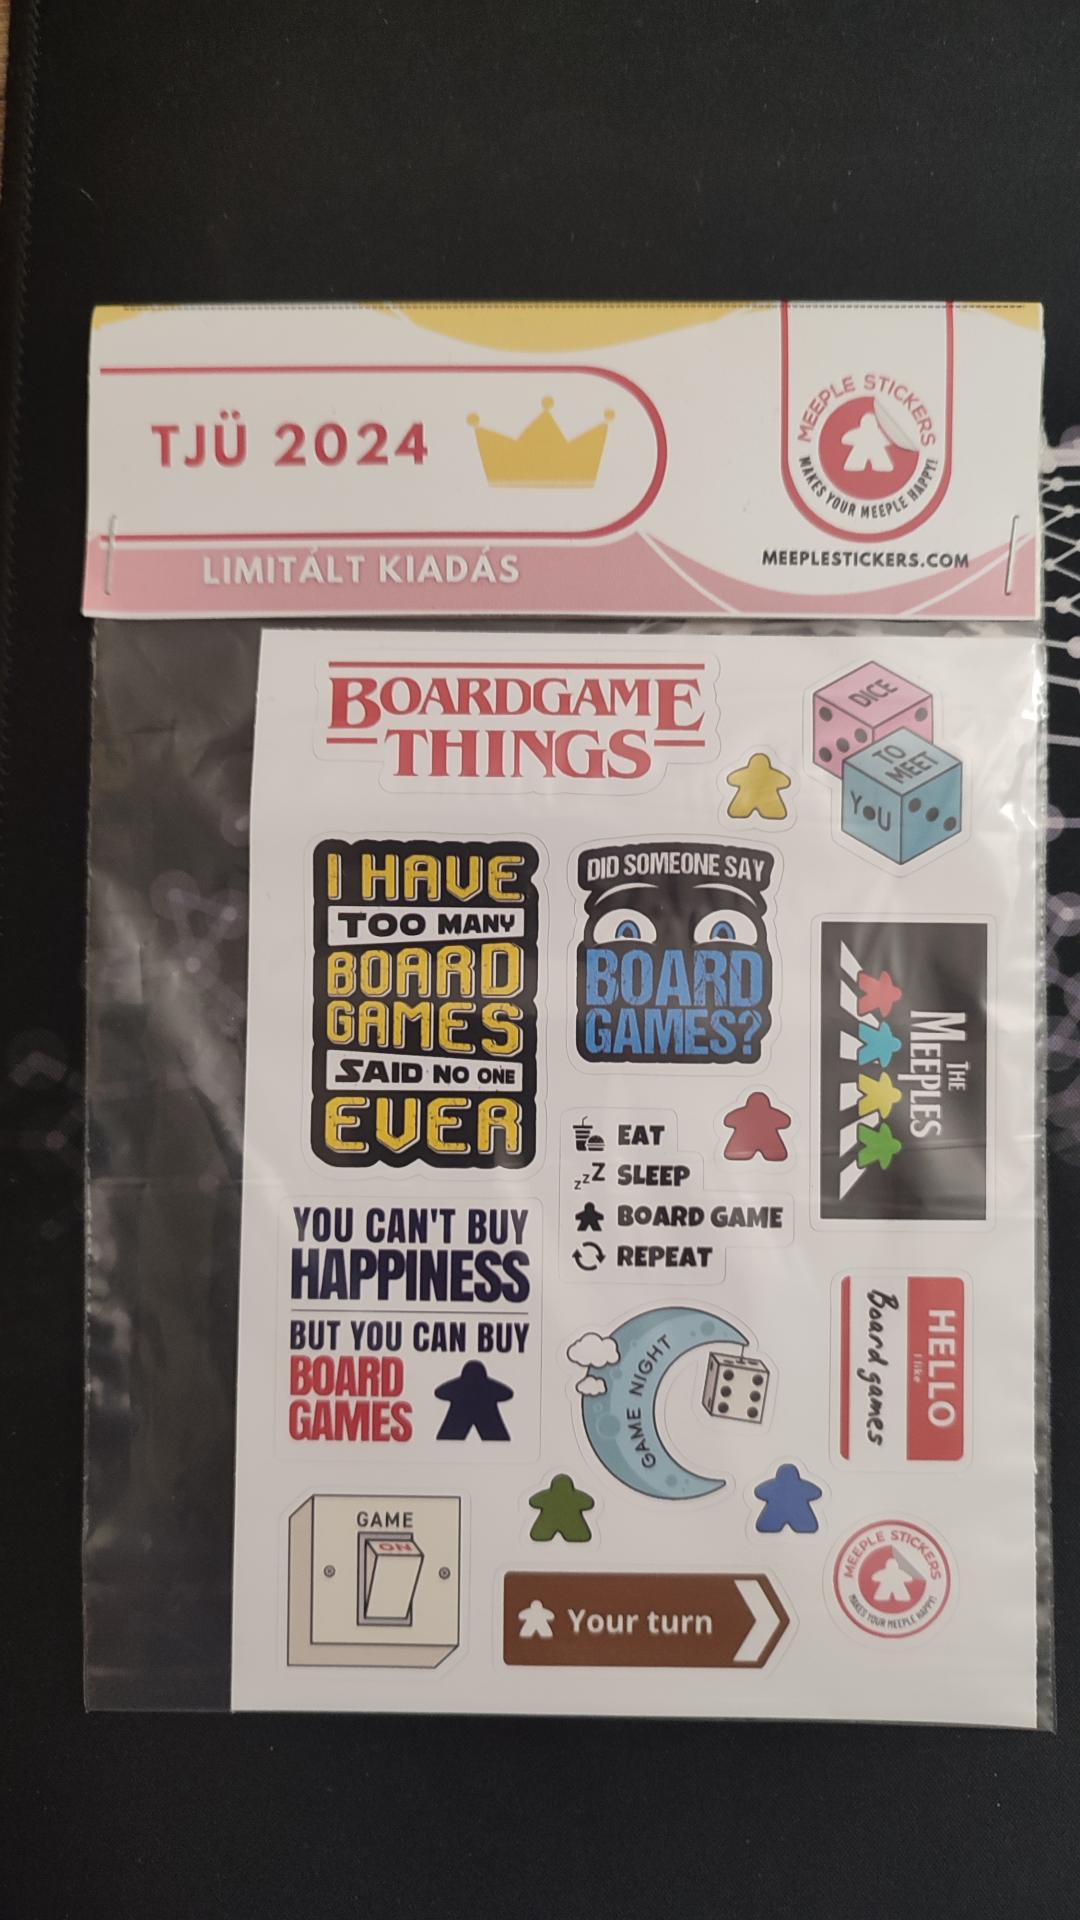 TJÜ 2024
LIMITÁLT KIADÁS
MEEPLE STICKERS
MAKES YOUR MEEPLE HAPPY!
MEEPLESTICKERS.COM
BOARDGAME
THINGS
DICE
TO
MEET
YOU
I HAVE
TOO MANY
BOARD
GAMES
SAID NO ONE
EVER
DID SOMEONE SAY
BOARD
GAMES?
THE
MEEPLES
EAT
zzZ SLEEP
BOARD GAME
REPEAT
YOU CAN'T BUY
HAPPINESS
BUT YOU CAN BUY
BOARD
GAMES
GAME NIGHT
HELLO
I like
Board games
GAME
ON
Your turn
MEEPLE STICKERS
MAKES YOUR MEEPLE HAPPY!